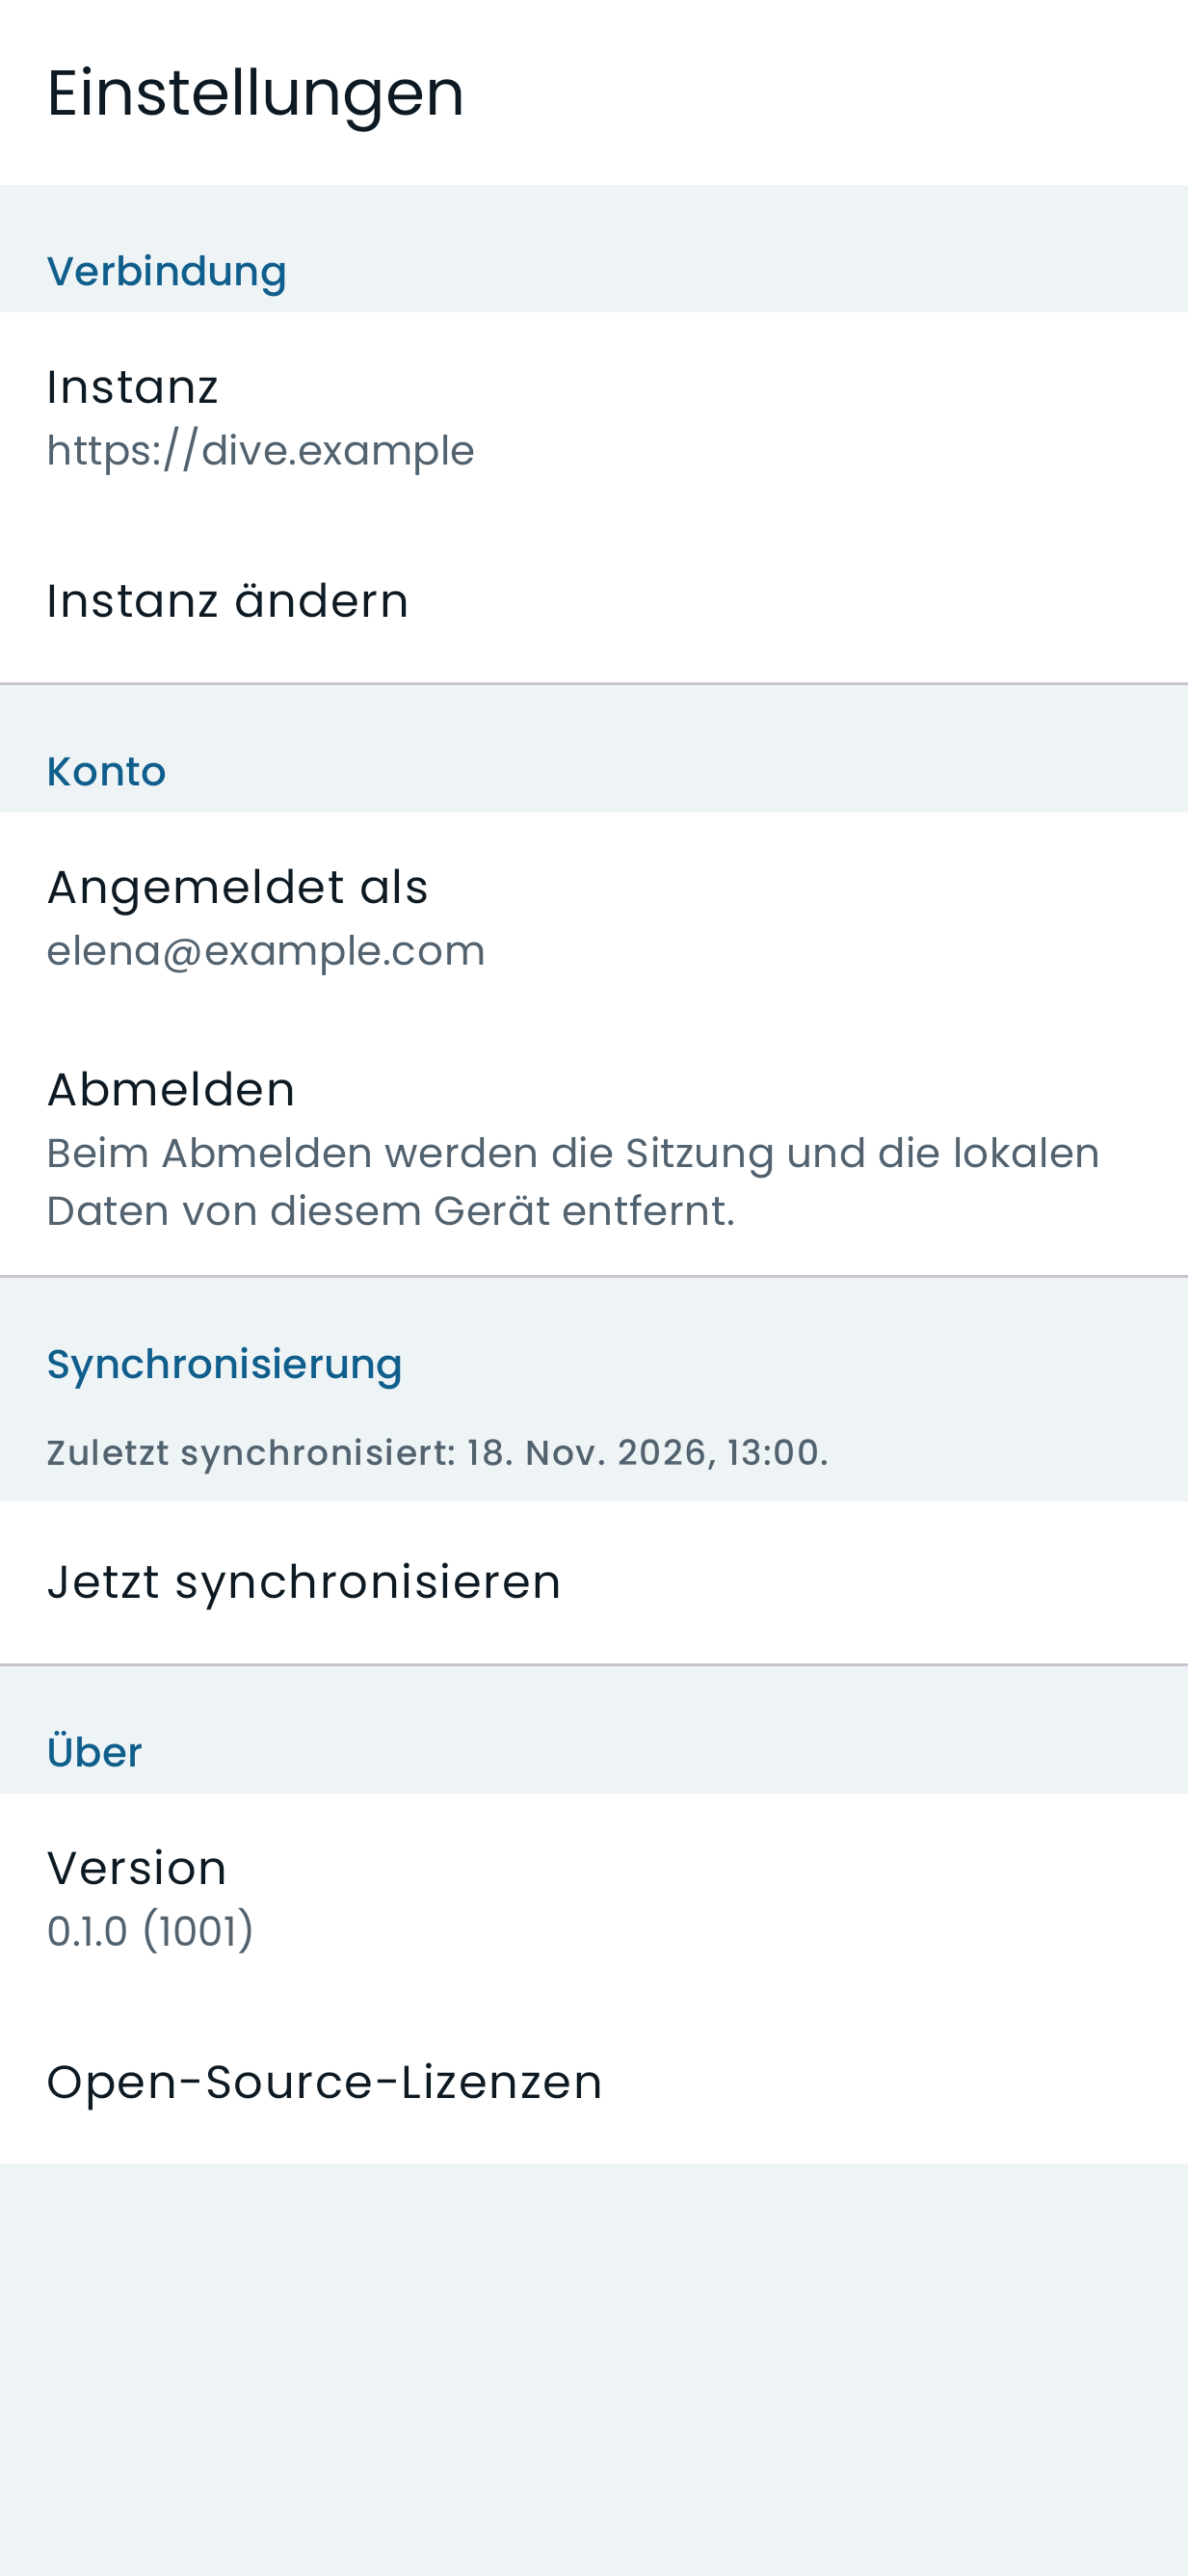 Einstellungen
Verbindung
Instanz
https://dive.example
Instanz ändern
Konto
Angemeldet als
elena@example.com
Abmelden
Beim Abmelden werden die Sitzung und die lokalen
Daten von diesem Gerät entfernt.
Synchronisierung
Zuletzt synchronisiert: 18. Nov. 2026, 13:00.
Jetzt synchronisieren
Über
Version
0.1.0 (1001)
Open-Source-Lizenzen